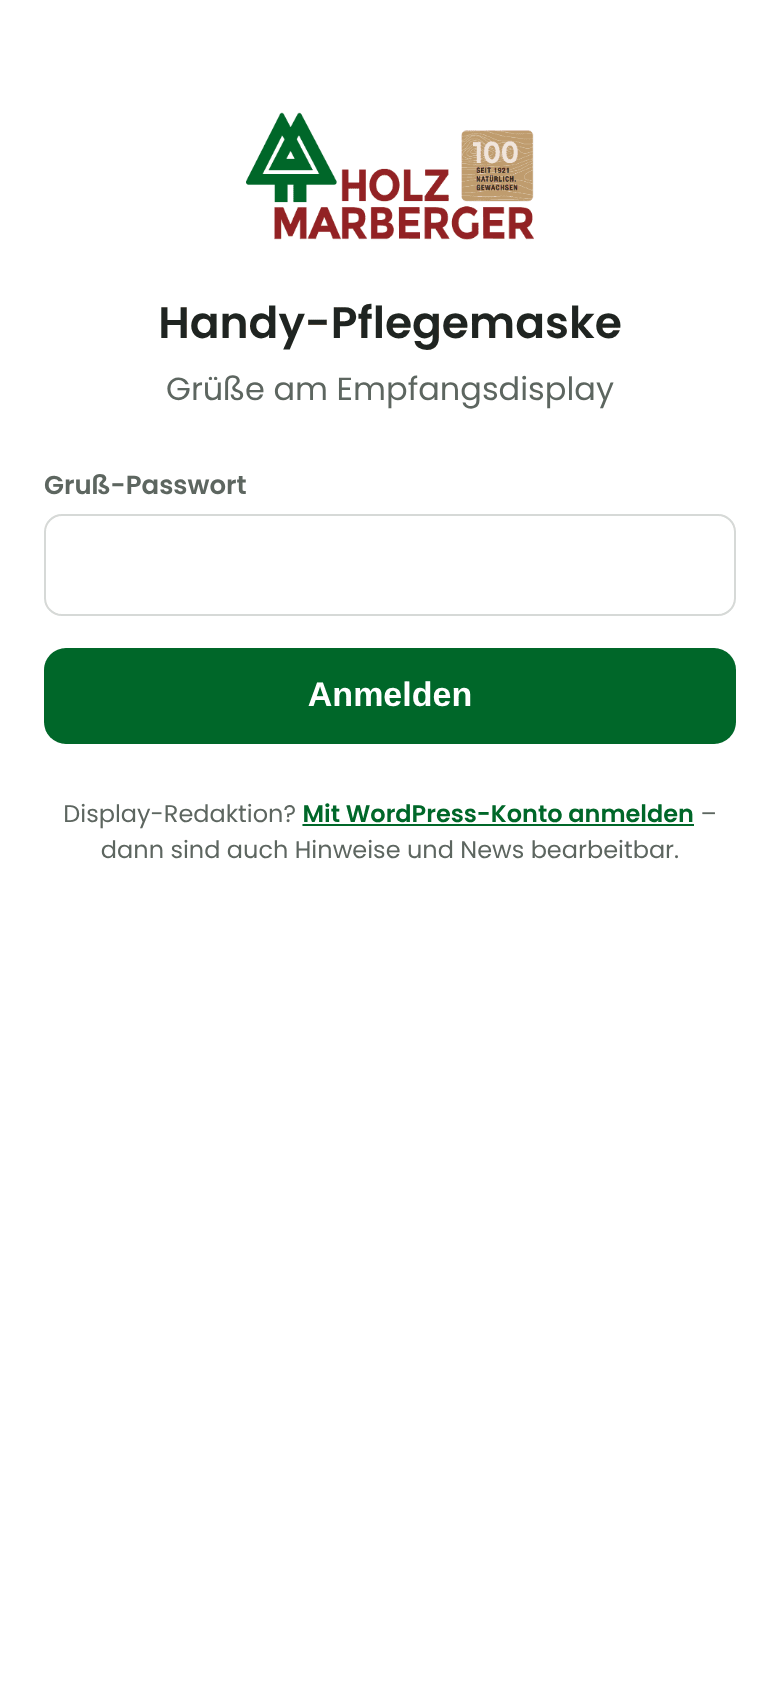 100
SEIT 1921
NATÜRLICH.
GEWACHSEN
HOLZ
MARBERGER
Handy-Pflegemaske
Grüße am Empfangsdisplay
Gruß-Passwort
Anmelden
Display-Redaktion? Mit WordPress-Konto anmelden –
dann sind auch Hinweise und News bearbeitbar.